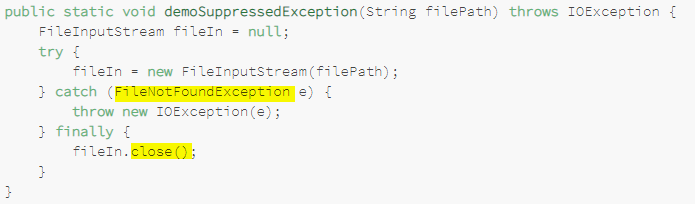 public static void demoSuppressedException(String filePath) throws IOException {
    FileInputStream fileIn = null;
    try {
        fileIn = new FileInputStream(filePath);
    } catch (FileNotFoundException e) {
        throw new IOException(e);
    } finally {
        fileIn.close();
    }
}